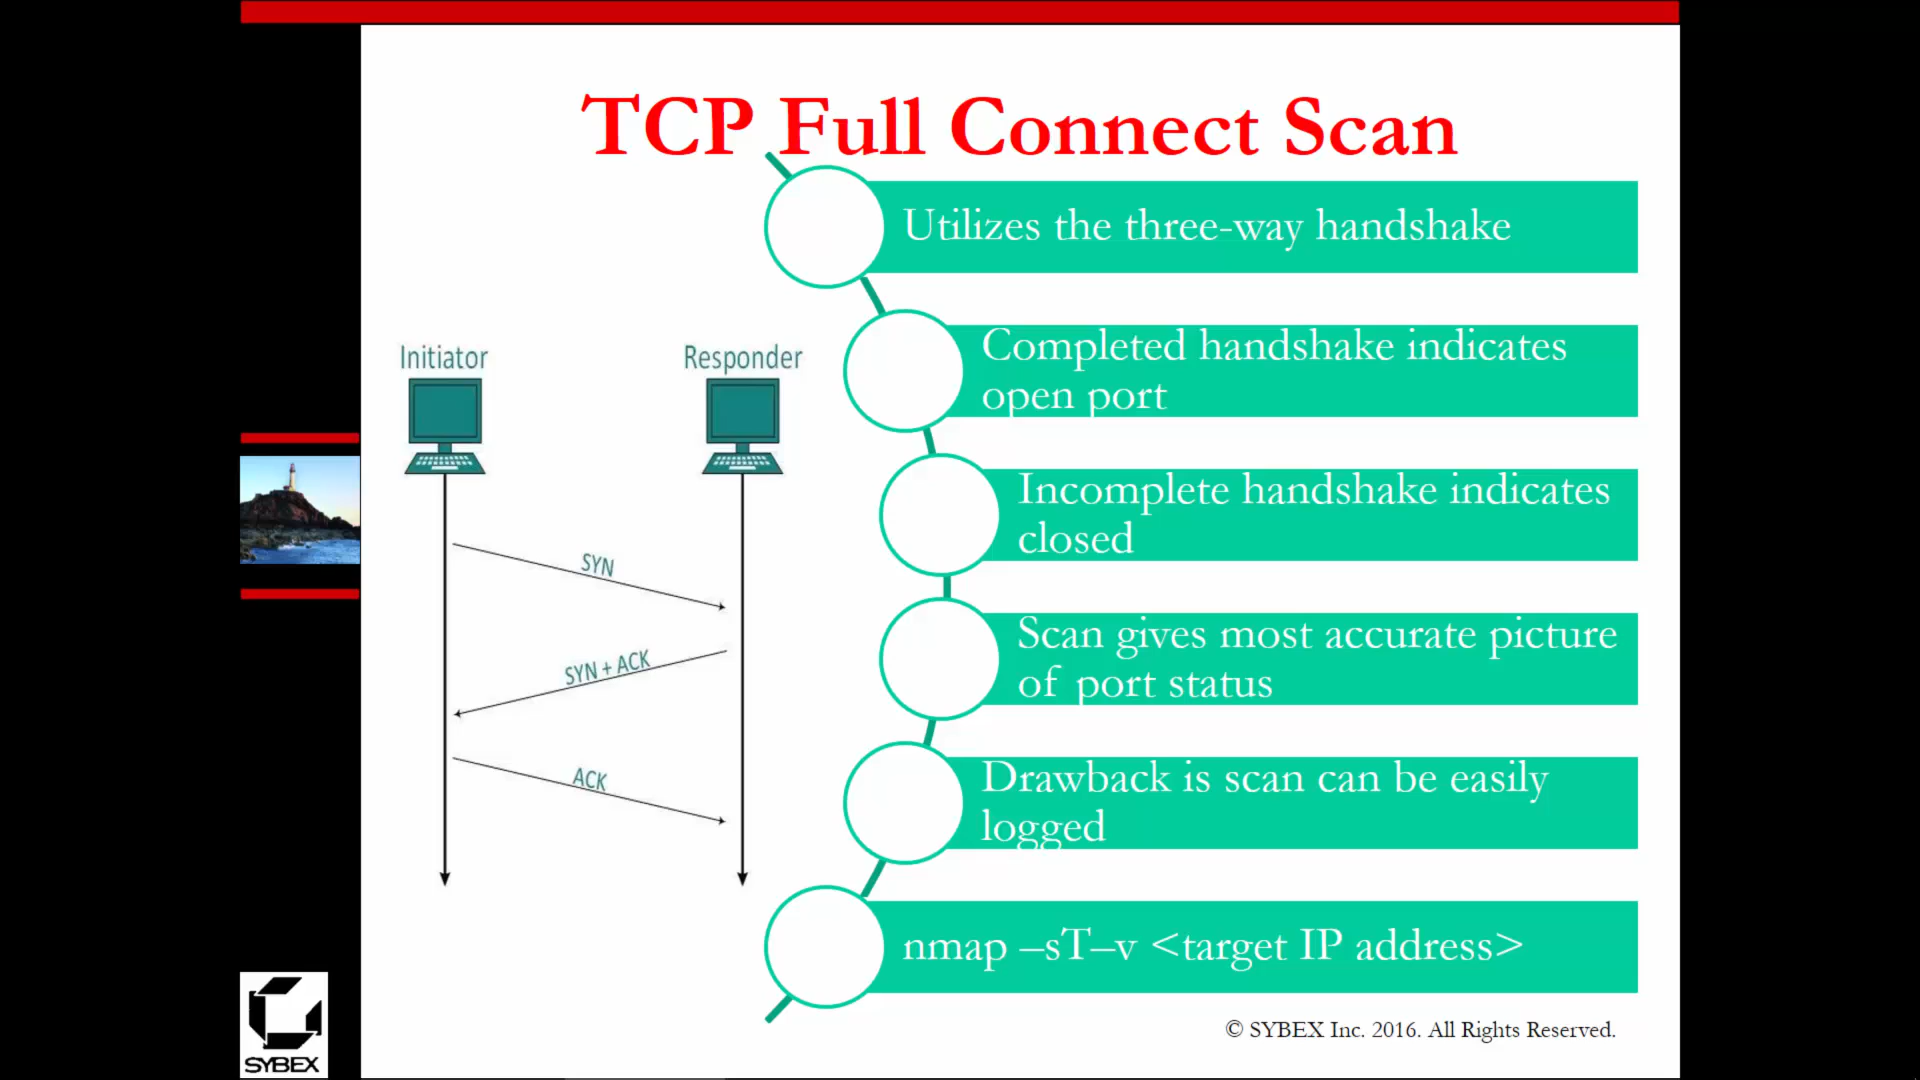 TCP Full Connect Scan
Utilizes the three-way handshake
Completed handshake indicates
open port
Incomplete handshake indicates
closed
Scan gives most accurate picture
of port status
Drawback is scan can be easily
logged
nmap –sT–v <target IP address>
Initiator
Responder
SYN
SYN + ACK
ACK
SYBEX
© SYBEX Inc. 2016. All Rights Reserved.